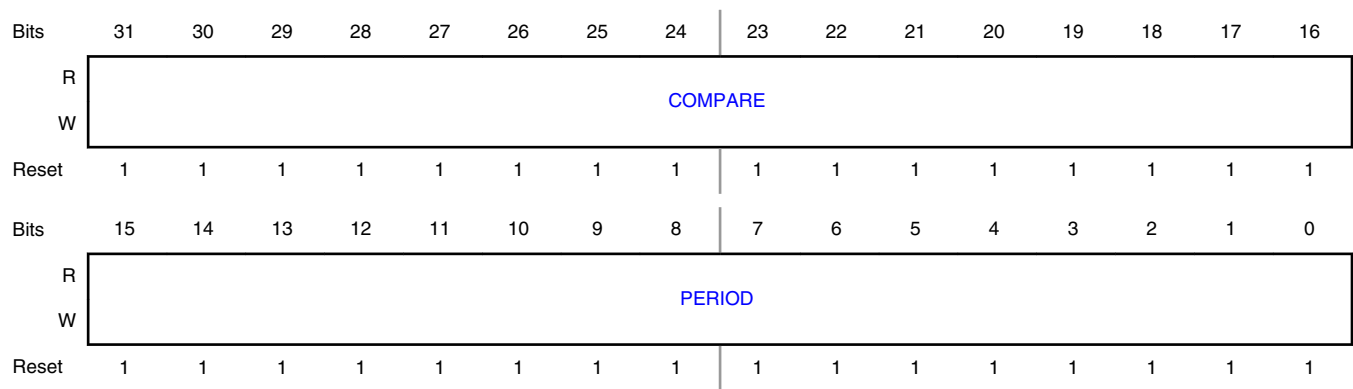 Bits 31 30 29 28 27 26 25 24 23 22 21 20 19 18 17 16
R
COMPARE
W
Reset 1 1 1 1 1 1 1 1 1 1 1 1 1 1 1 1
Bits 15 14 13 12 11 10 9 8 7 6 5 4 3 2 1 0
R
PERIOD
W
Reset 1 1 1 1 1 1 1 1 1 1 1 1 1 1 1 1